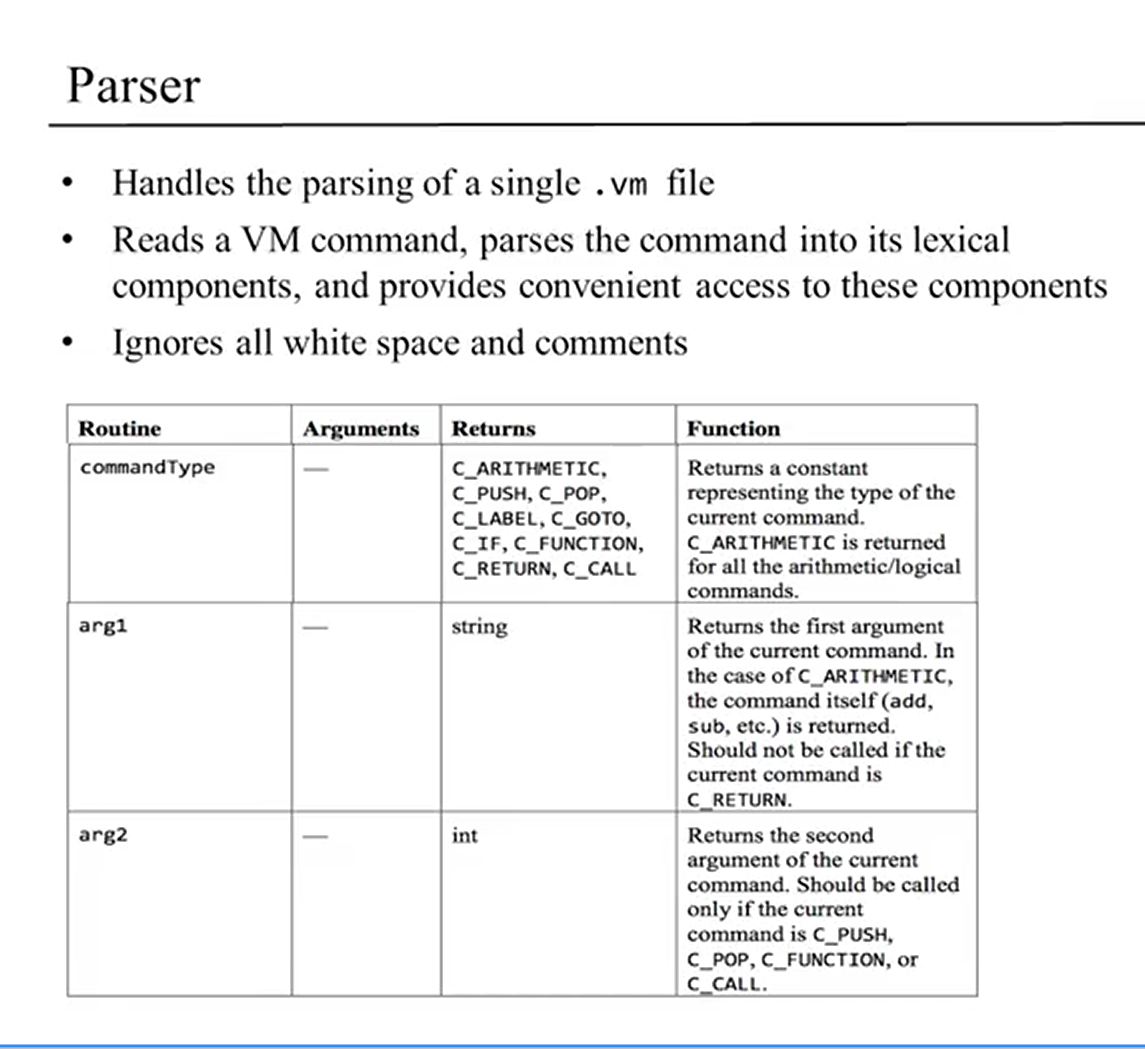 Parser
• Handles the parsing of a single .vm file
• Reads a VM command, parses the command into its lexical
components, and provides convenient access to these components
• Ignores all white space and comments
Routine Arguments Returns Function
commandType — C_ARITHMETIC, Returns a constant
C_PUSH, C_POP, representing the type of the
C_LABEL, C_GOTO, current command.
C_IF, C_FUNCTION, C_ARITHMETIC is returned
C_RETURN, C_CALL for all the arithmetic/logical
commands.
arg1 — string Returns the first argument
of the current command. In
the case of C_ARITHMETIC,
the command itself (add,
sub, etc.) is returned.
Should not be called if the
current command is
C_RETURN.
arg2 — int Returns the second
argument of the current
command. Should be called
only if the current
command is C_PUSH,
C_POP, C_FUNCTION, or
C_CALL.